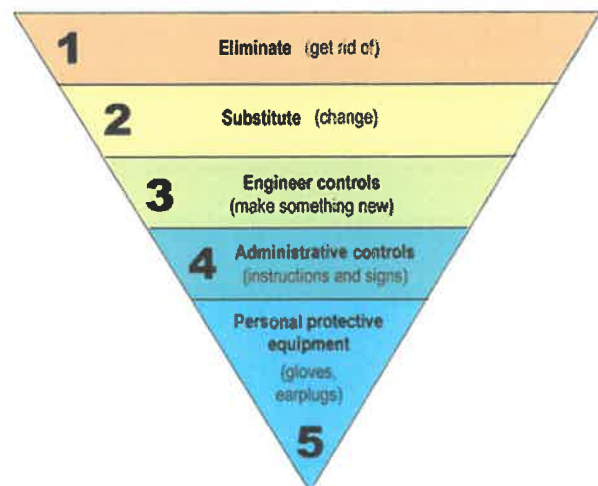 1 Eliminate (get rid of)
2 Substitute (change)
3 Engineer controls
(make something new)
4 Administrative controls
(instructions and signs)
Personal protective
equipment
(gloves,
earplugs)
5